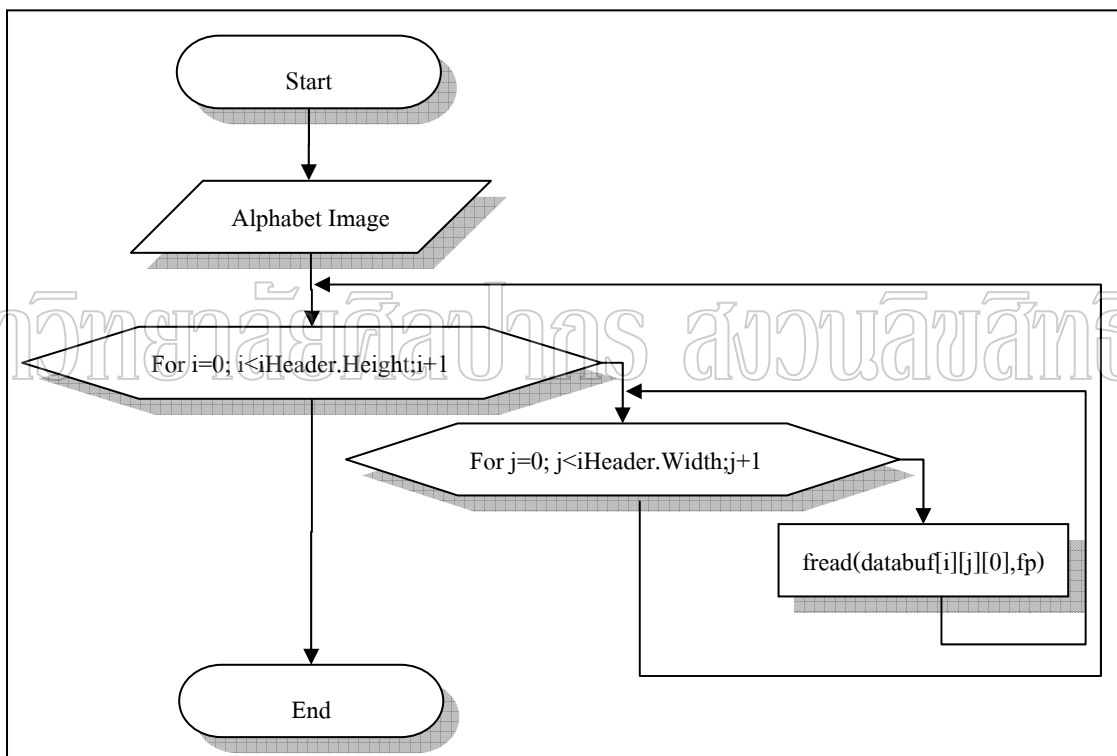 Start
Alphabet Image
For i=0; i<iHeader.Height;i+1
For j=0; j<iHeader.Width;j+1
fread(databuf[i][j][0],fp)
End